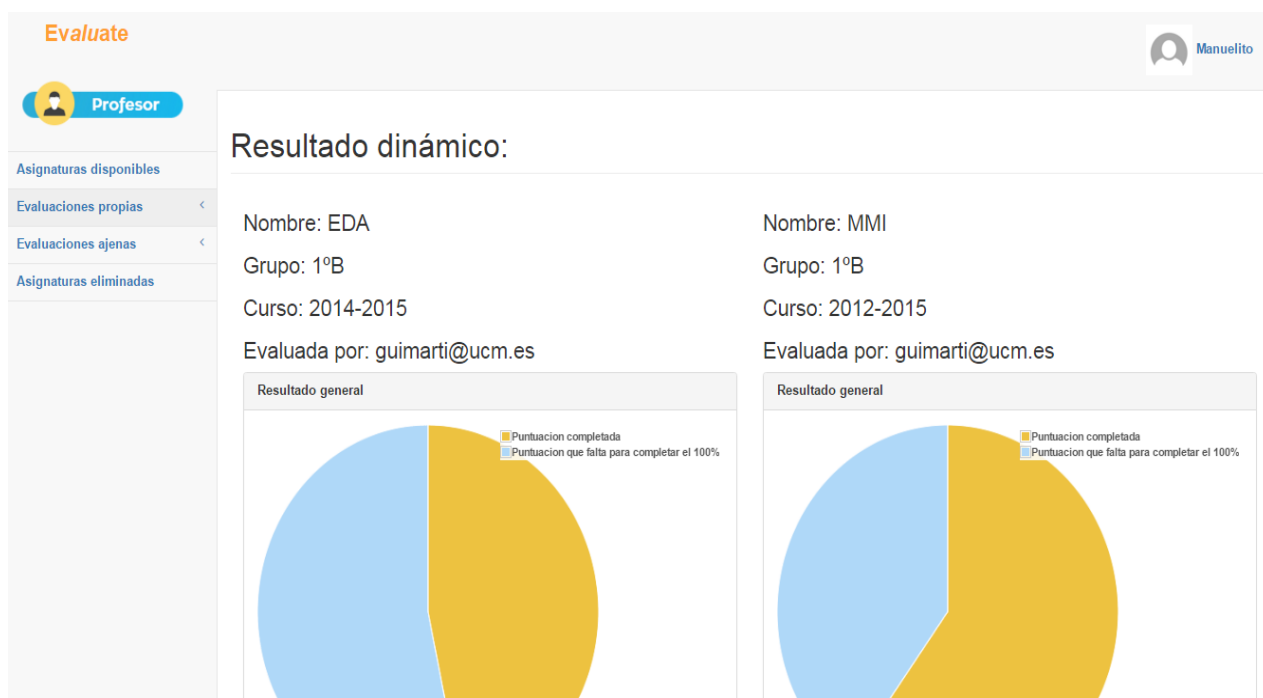 Evaluate
Manuelito
Profesor
Asignaturas disponibles
Evaluaciones propias
Evaluaciones ajenas
Asignaturas eliminadas
Resultado dinámico:
Nombre: EDA
Grupo: 1ºB
Curso: 2014-2015
Evaluada por: guimarti@ucm.es
Resultado general
Puntuacion completada
Puntuacion que falta para completar el 100%
Nombre: MMI
Grupo: 1ºB
Curso: 2012-2015
Evaluada por: guimarti@ucm.es
Resultado general
Puntuacion completada
Puntuacion que falta para completar el 100%